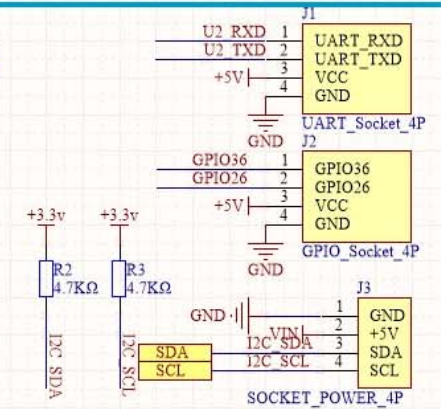 J1
U2_RXD 1 UART_RXD
U2_TXD 2 UART_TXD
+5V 3 VCC
4 GND
GND
UART_Socket_4P
J2
GPIO36 1 GPIO36
GPIO26 2 GPIO26
+5V 3 VCC
4 GND
GND
GPIO_Socket_4P
+3.3v
+3.3v
R2
4.7KΩ
R3
4.7KΩ
I2C_SDA
I2C_SCL
J3
GND 1 GND
VIN 2 +5V
SDA I2C_SDA 3 SDA
SCL I2C_SCL 4 SCL
SOCKET_POWER_4P